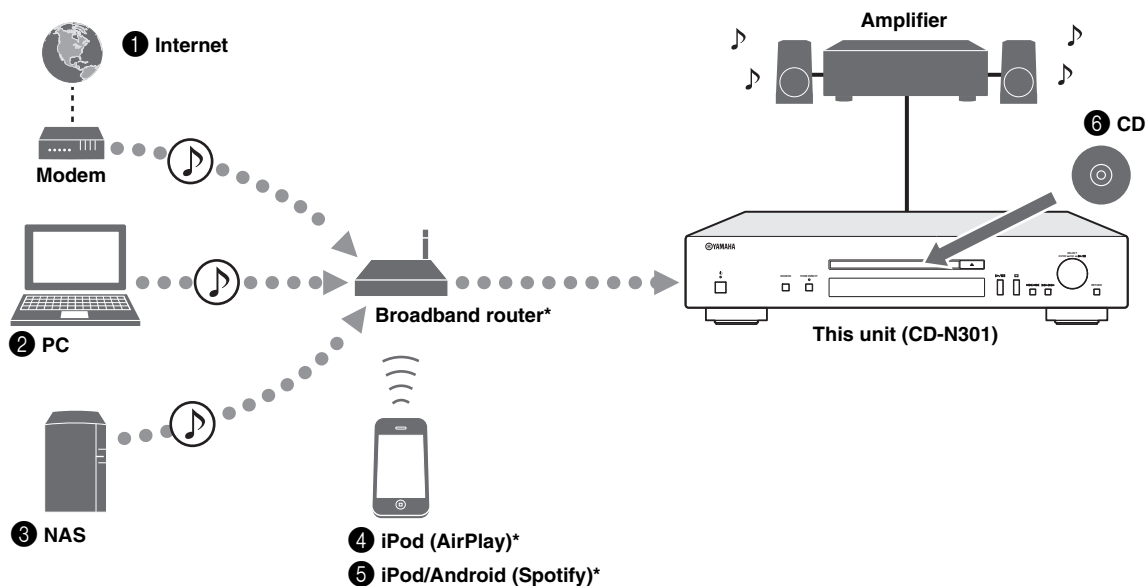 ❶ Internet
Modem
❷ PC
❸ NAS
Broadband router*
❹ iPod (AirPlay)*
❺ iPod/Android (Spotify)*
Amplifier
❻ CD
YAMAHA
This unit (CD-N301)